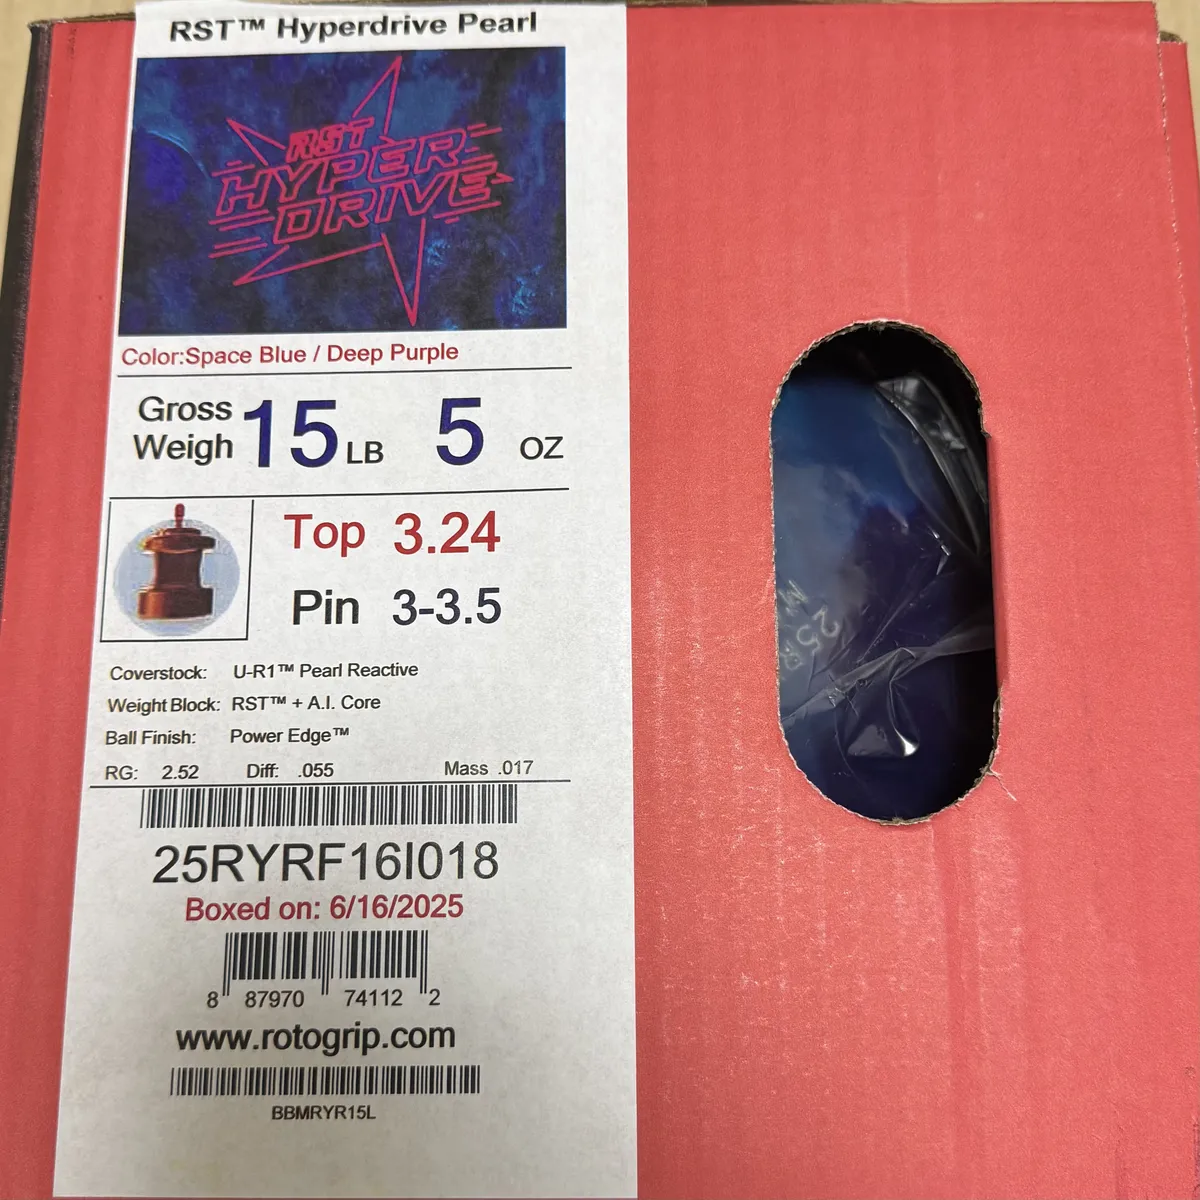 RST™ Hyperdrive Pearl
RST
HYPER
DRIVE
Color:Space Blue / Deep Purple
Gross Weigh 15 LB 5 OZ
Top 3.24
Pin 3-3.5
Coverstock: U-R1™ Pearl Reactive
Weight Block: RST™ + A.I. Core
Ball Finish: Power Edge™
RG: 2.52 Diff: .055 Mass .017
25RYRF16I018
Boxed on: 6/16/2025
8 87970 74112 2
www.rotogrip.com
BBMRYR15L
25R